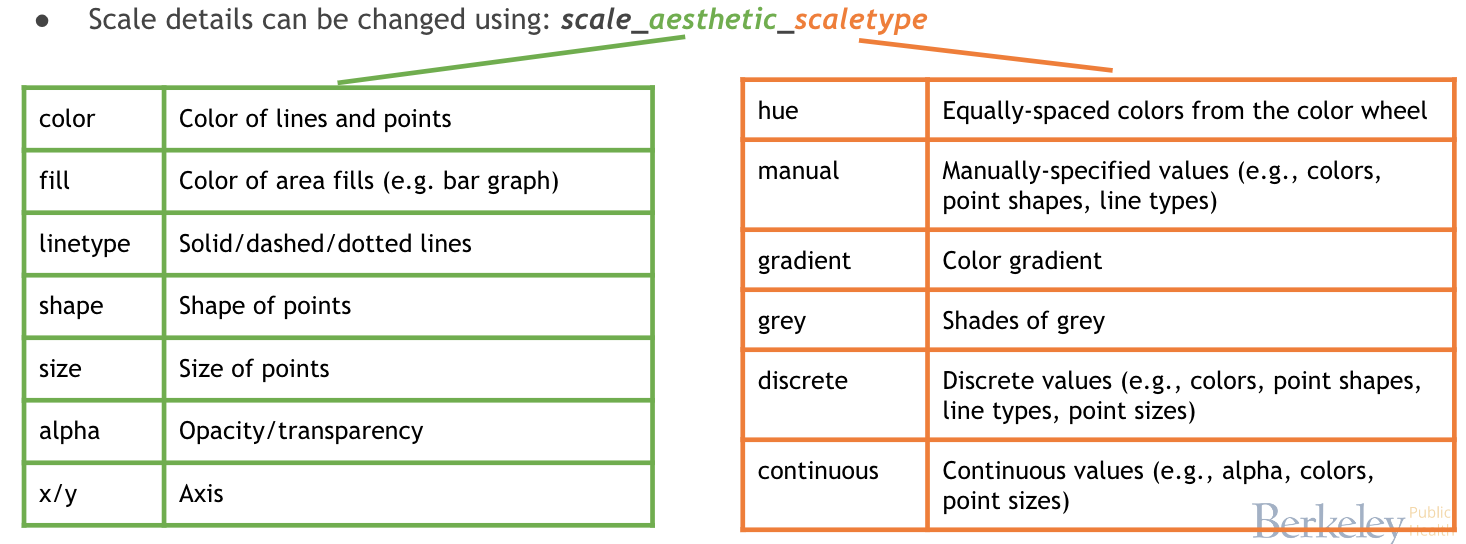 ● Scale details can be changed using: scale_aesthetic_scaletype
color Color of lines and points
fill Color of area fills (e.g. bar graph)
linetype Solid/dashed/dotted lines
shape Shape of points
size Size of points
alpha Opacity/transparency
x/y Axis
hue Equally-spaced colors from the color wheel
manual Manually-specified values (e.g., colors,
point shapes, line types)
gradient Color gradient
grey Shades of grey
discrete Discrete values (e.g., colors, point shapes,
line types, point sizes)
continuous Continuous values (e.g., alpha, colors,
point sizes)
Berkeley Public
Health